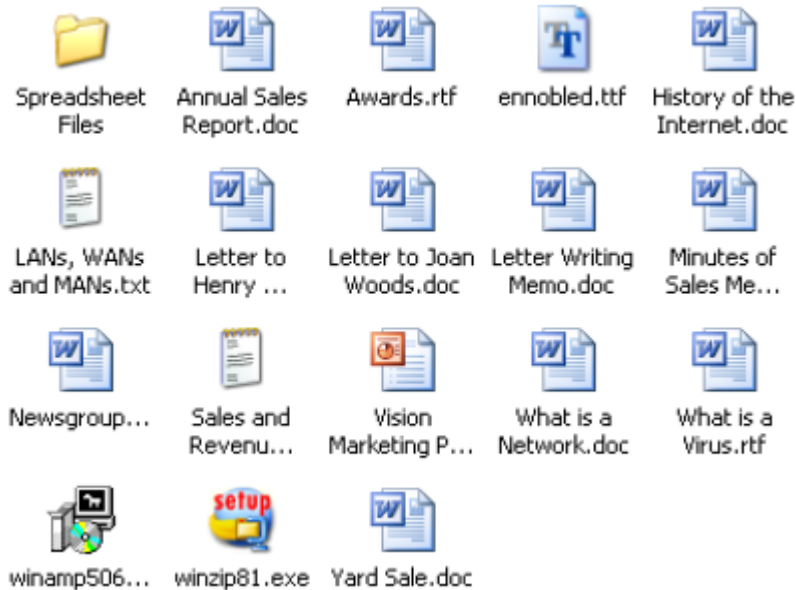 Spreadsheet
Files
Annual Sales
Report.doc
Awards.rtf
ennobled.ttf
History of the
Internet.doc
LANs, WANs
and MANs.txt
Letter to
Henry ...
Letter to Joan
Woods.doc
Letter Writing
Memo.doc
Minutes of
Sales Me...
Newsgroup...
Sales and
Revenu...
Vision
Marketing P...
What is a
Network.doc
What is a
Virus.rtf
setup
winamp506...
winzip81.exe
Yard Sale.doc